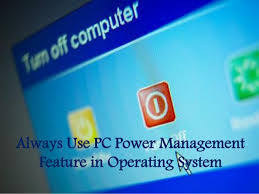 Turn off computer
Always Use PC Power Management
Feature in Operating System